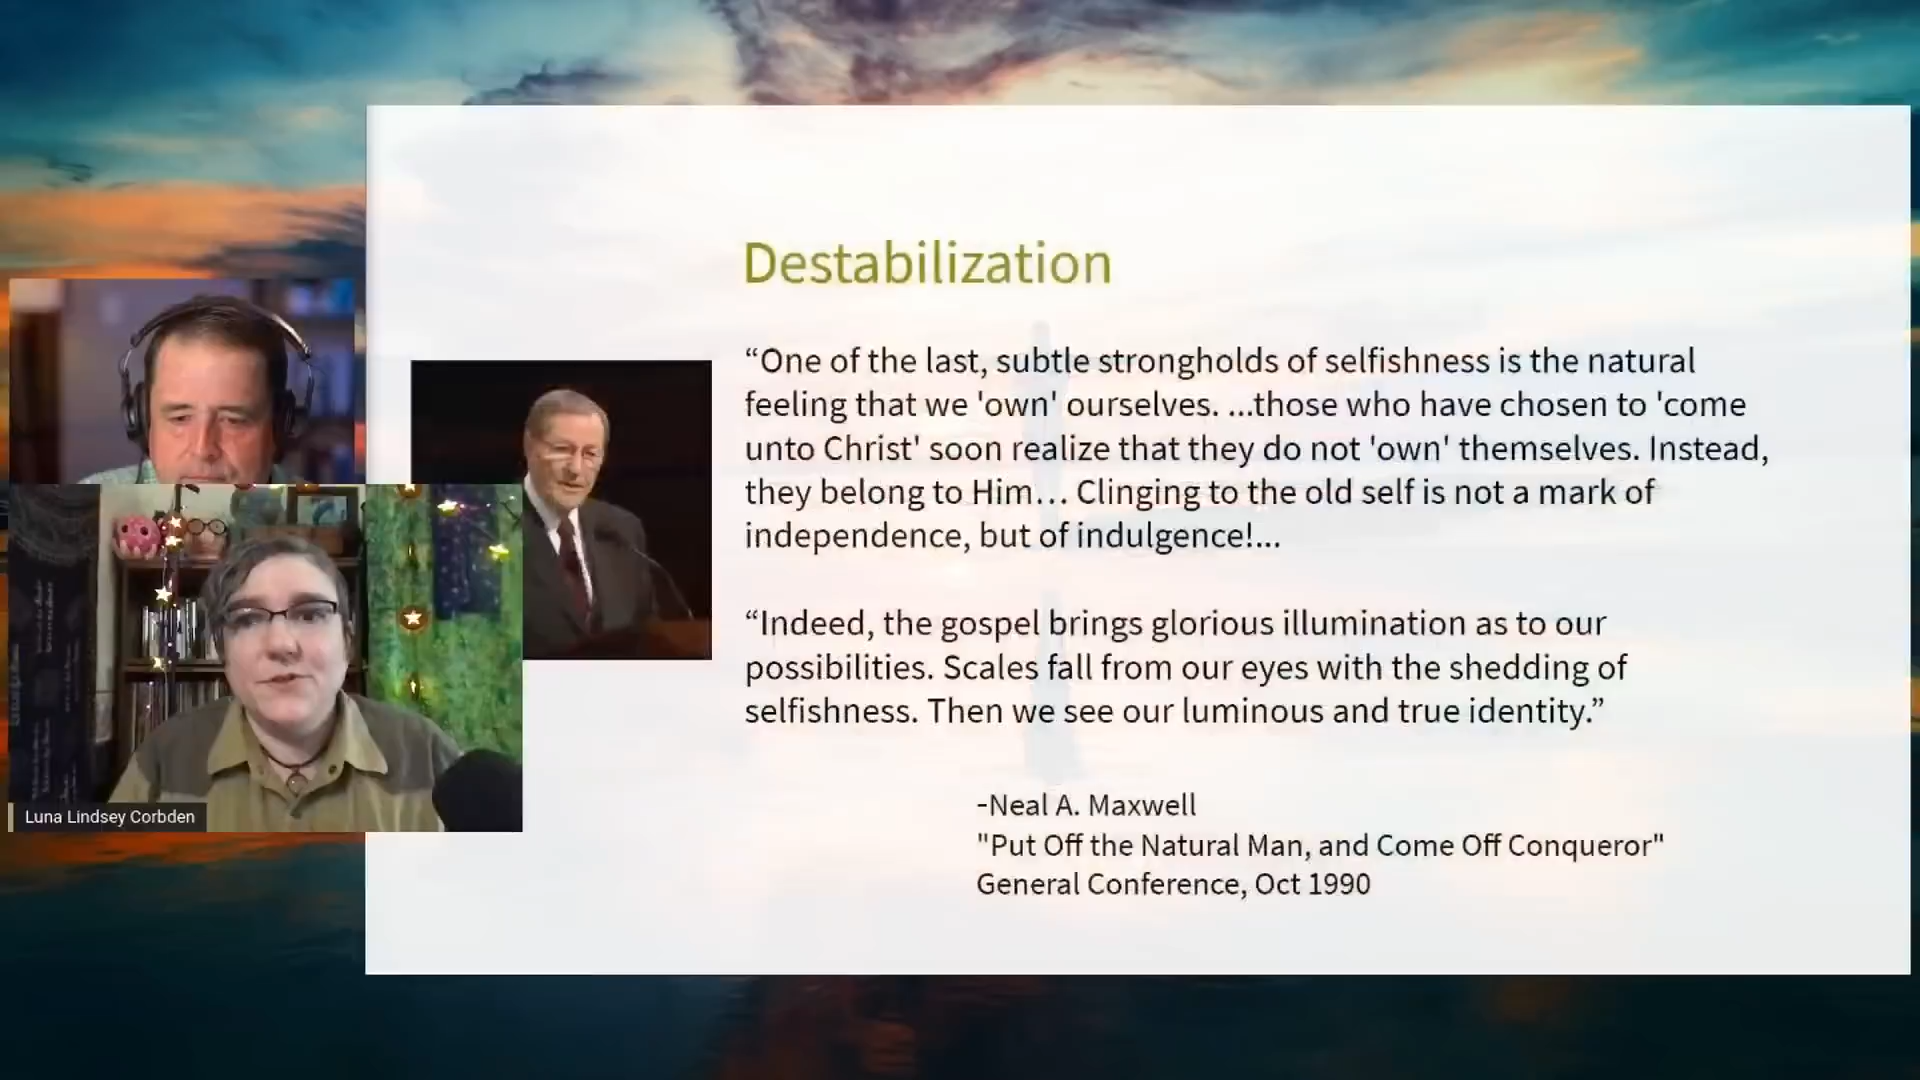 Destabilization
“One of the last, subtle strongholds of selfishness is the natural
feeling that we 'own' ourselves. ...those who have chosen to 'come
unto Christ' soon realize that they do not 'own' themselves. Instead,
they belong to Him… Clinging to the old self is not a mark of
independence, but of indulgence!...
“Indeed, the gospel brings glorious illumination as to our
possibilities. Scales fall from our eyes with the shedding of
selfishness. Then we see our luminous and true identity.”
-Neal A. Maxwell
"Put Off the Natural Man, and Come Off Conqueror"
General Conference, Oct 1990
Luna Lindsey Corbden